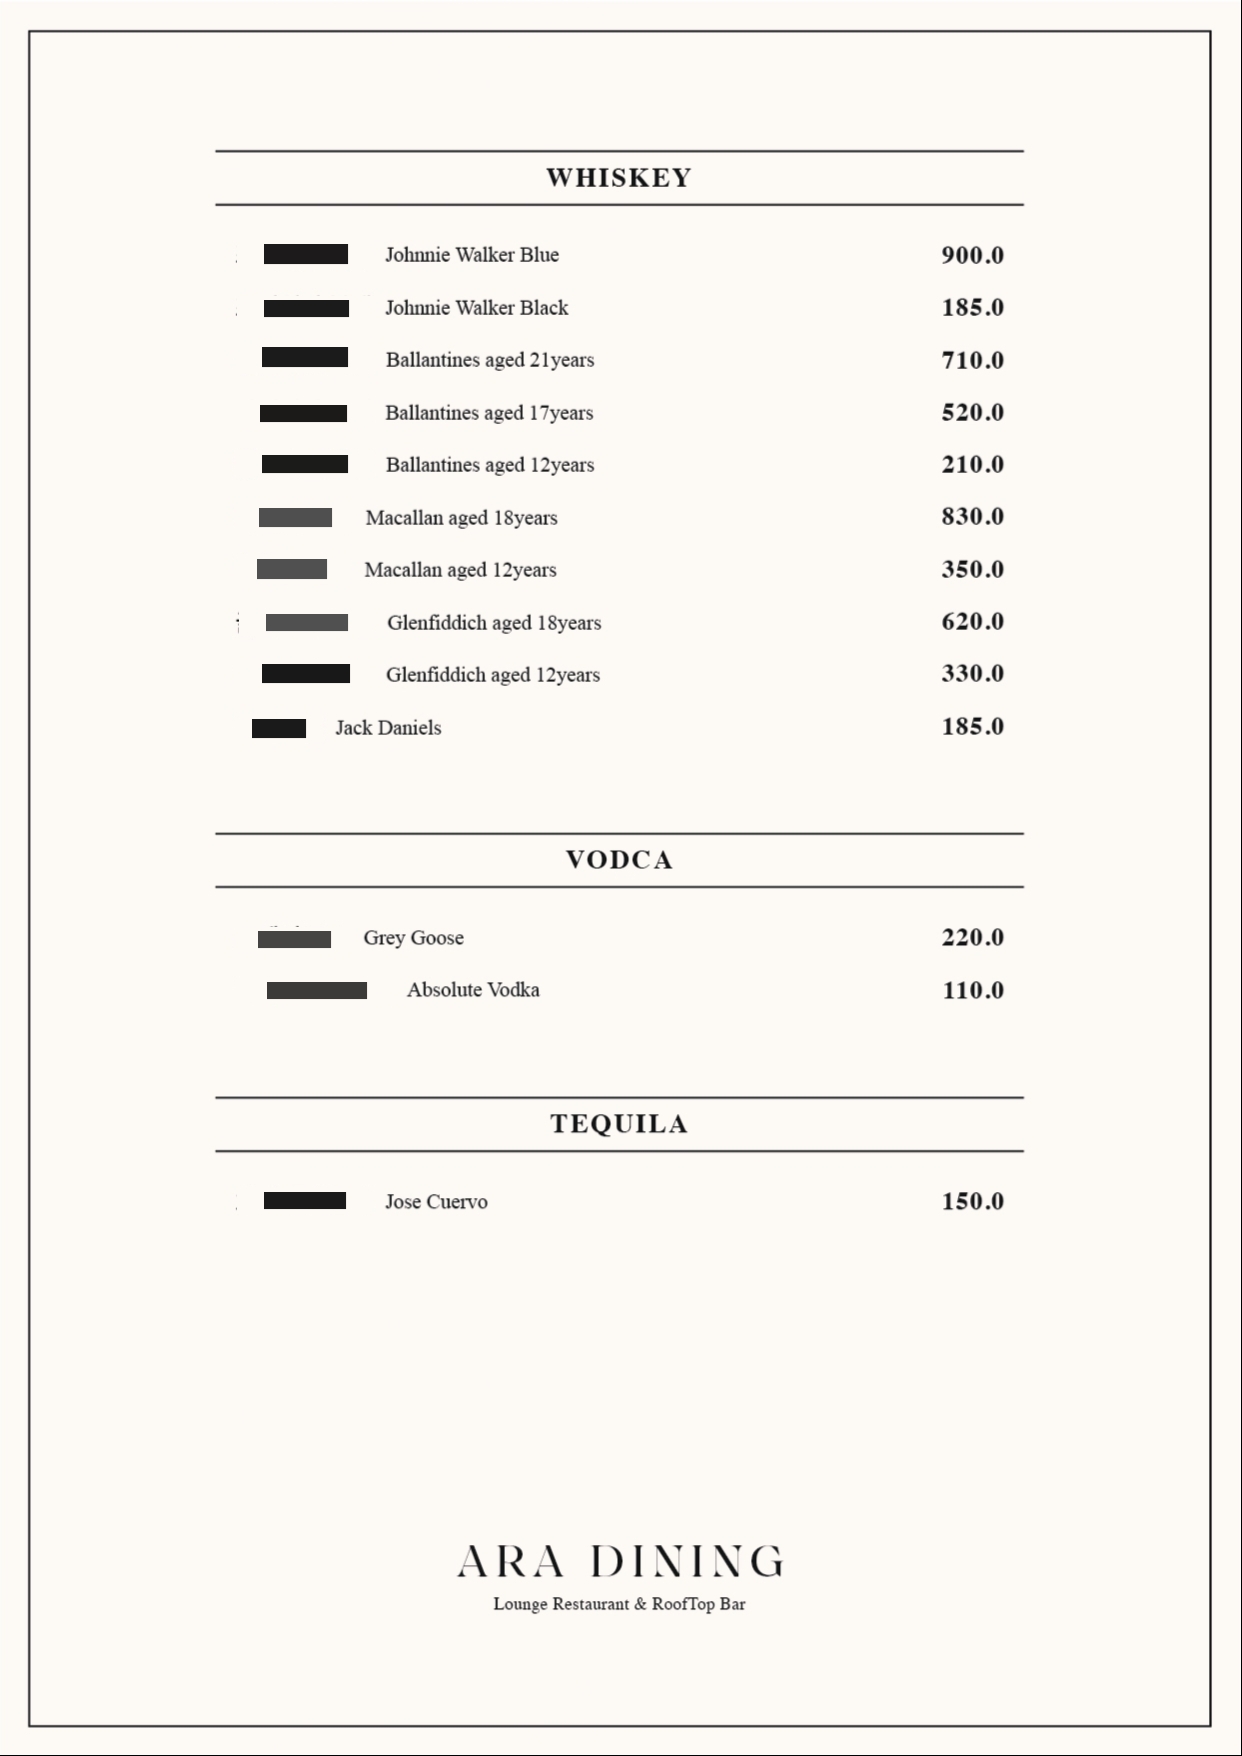 WHISKEY
Johnnie Walker Blue 900.0
Johnnie Walker Black 185.0
Ballantines aged 21years 710.0
Ballantines aged 17years 520.0
Ballantines aged 12years 210.0
Macallan aged 18years 830.0
Macallan aged 12years 350.0
Glenfiddich aged 18years 620.0
Glenfiddich aged 12years 330.0
Jack Daniels 185.0
VODCA
Grey Goose 220.0
Absolute Vodka 110.0
TEQUILA
Jose Cuervo 150.0
ARA DINING
Lounge Restaurant & RoofTop Bar